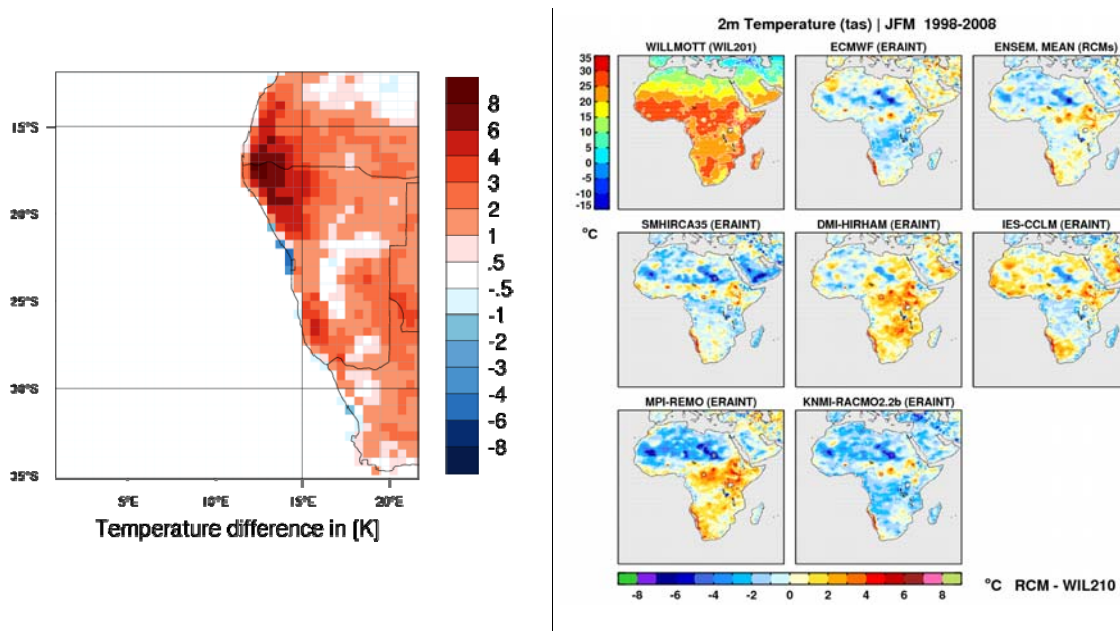 15°S
20°S
25°S
30°S
35°S
5°E
10°E
15°E
20°E
8
6
4
3
2
1
.5
-.5
-1
-2
-3
-4
-6
-8
Temperature difference in [K]
2m Temperature (tas) | JFM 1998-2008
WILLMOTT (WIL201)
ECMWF (ERAINT)
ENSEM. MEAN (RCMs)
35
30
25
20
15
10
5
0
-5
-10
-15
°C
SMHIRCA35 (ERAINT)
DMI-HIRHAM (ERAINT)
IES-CCLM (ERAINT)
MPI-REMO (ERAINT)
KNMI-RACMO2.2b (ERAINT)
-8 -6 -4 -2 0 2 4 6 8
°C RCM - WIL210